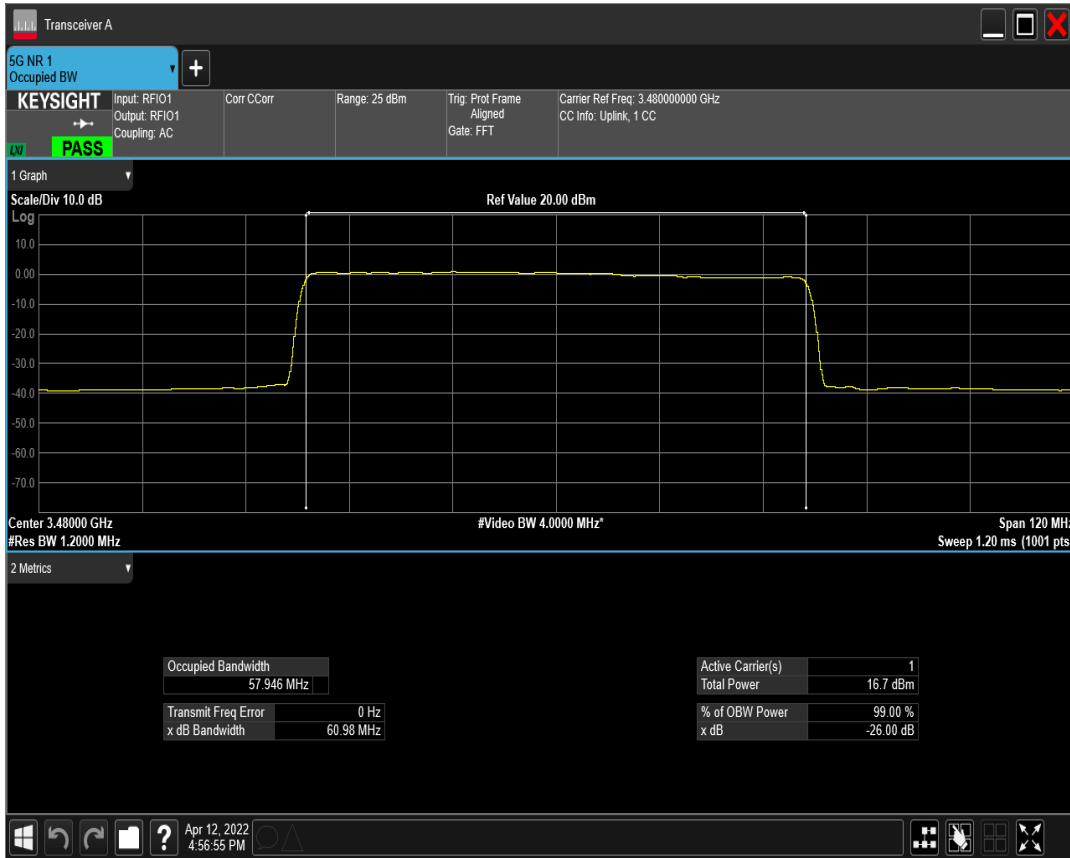 Transceiver A
5G NR 1
Occupied BW
+
KEYSIGHT
LXI
PASS
Input: RFIO1
Output: RFIO1
Coupling: AC
Corr CCorr
Range: 25 dBm
Trig: Prot Frame
Aligned
Gate: FFT
Carrier Ref Freq: 3.480000000 GHz
CC Info: Uplink, 1 CC
1 Graph
Scale/Div 10.0 dB
Ref Value 20.00 dBm
Log
10.0
0.00
-10.0
-20.0
-30.0
-40.0
-50.0
-60.0
-70.0
Center 3.48000 GHz
#Video BW 4.0000 MHz*
Span 120 MHz
#Res BW 1.2000 MHz
Sweep 1.20 ms (1001 pts
2 Metrics
Occupied Bandwidth
57.946 MHz
Transmit Freq Error 0 Hz
x dB Bandwidth 60.98 MHz
Active Carrier(s) 1
Total Power 16.7 dBm
% of OBW Power 99.00 %
x dB -26.00 dB
?
Apr 12, 2022
4:56:55 PM